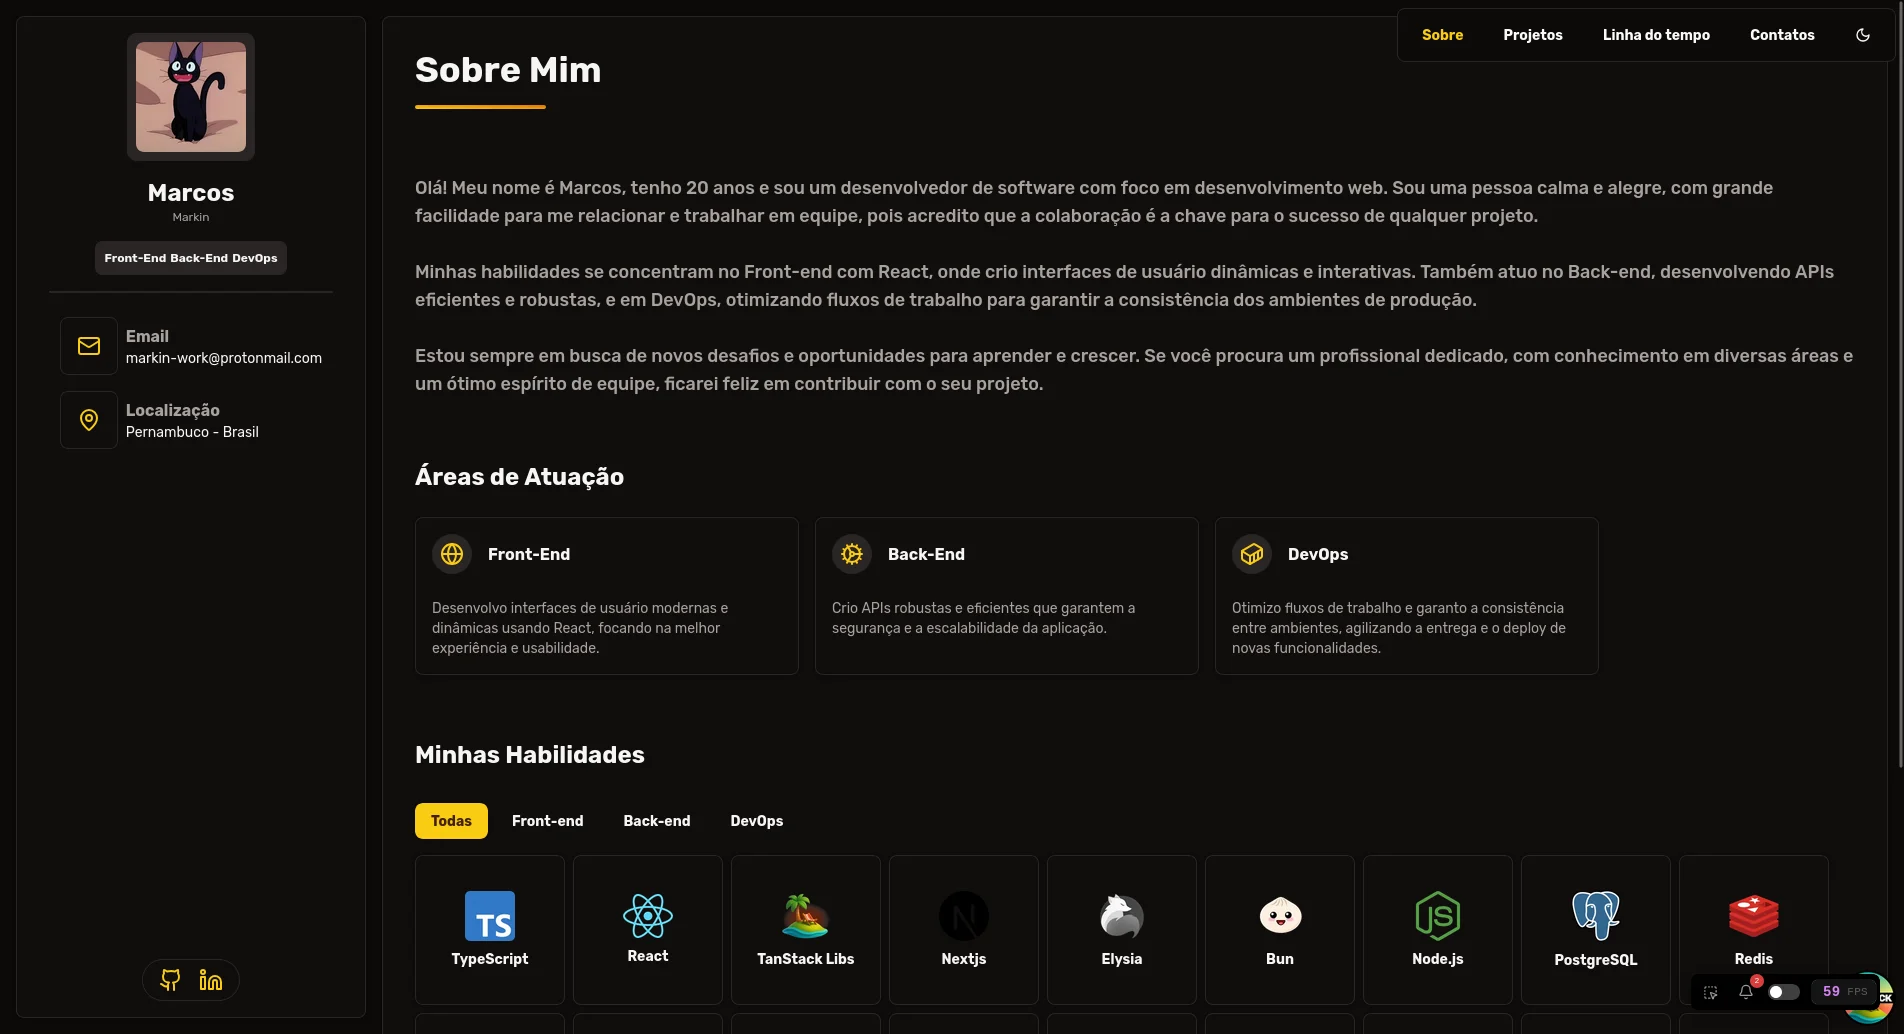 Marcos
Markin
Front-End Back-End DevOps
Email
markin-work@protonmail.com
Localização
Pernambuco - Brasil
Sobre
Projetos
Linha do tempo
Contatos
Sobre Mim
Olá! Meu nome é Marcos, tenho 20 anos e sou um desenvolvedor de software com foco em desenvolvimento web. Sou uma pessoa calma e alegre, com grande
facilidade para me relacionar e trabalhar em equipe, pois acredito que a colaboração é a chave para o sucesso de qualquer projeto.
Minhas habilidades se concentram no Front-end com React, onde crio interfaces de usuário dinâmicas e interativas. Também atuo no Back-end, desenvolvendo APIs
eficientes e robustas, e em DevOps, otimizando fluxos de trabalho para garantir a consistência dos ambientes de produção.
Estou sempre em busca de novos desafios e oportunidades para aprender e crescer. Se você procura um profissional dedicado, com conhecimento em diversas áreas e
um ótimo espírito de equipe, ficarei feliz em contribuir com o seu projeto.
Áreas de Atuação
Front-End
Desenvolvo interfaces de usuário modernas e
dinâmicas usando React, focando na melhor
experiência e usabilidade.
Back-End
Crio APIs robustas e eficientes que garantem a
segurança e a escalabilidade da aplicação.
DevOps
Otimizo fluxos de trabalho e garanto a consistência
entre ambientes, agilizando a entrega e o deploy de
novas funcionalidades.
Minhas Habilidades
Todas
Front-end
Back-end
DevOps
TS
TypeScript
React
TanStack Libs
N
Nextjs
Elysia
Bun
JS
Node.js
PostgreSQL
Redis
2
59 FPS
CK